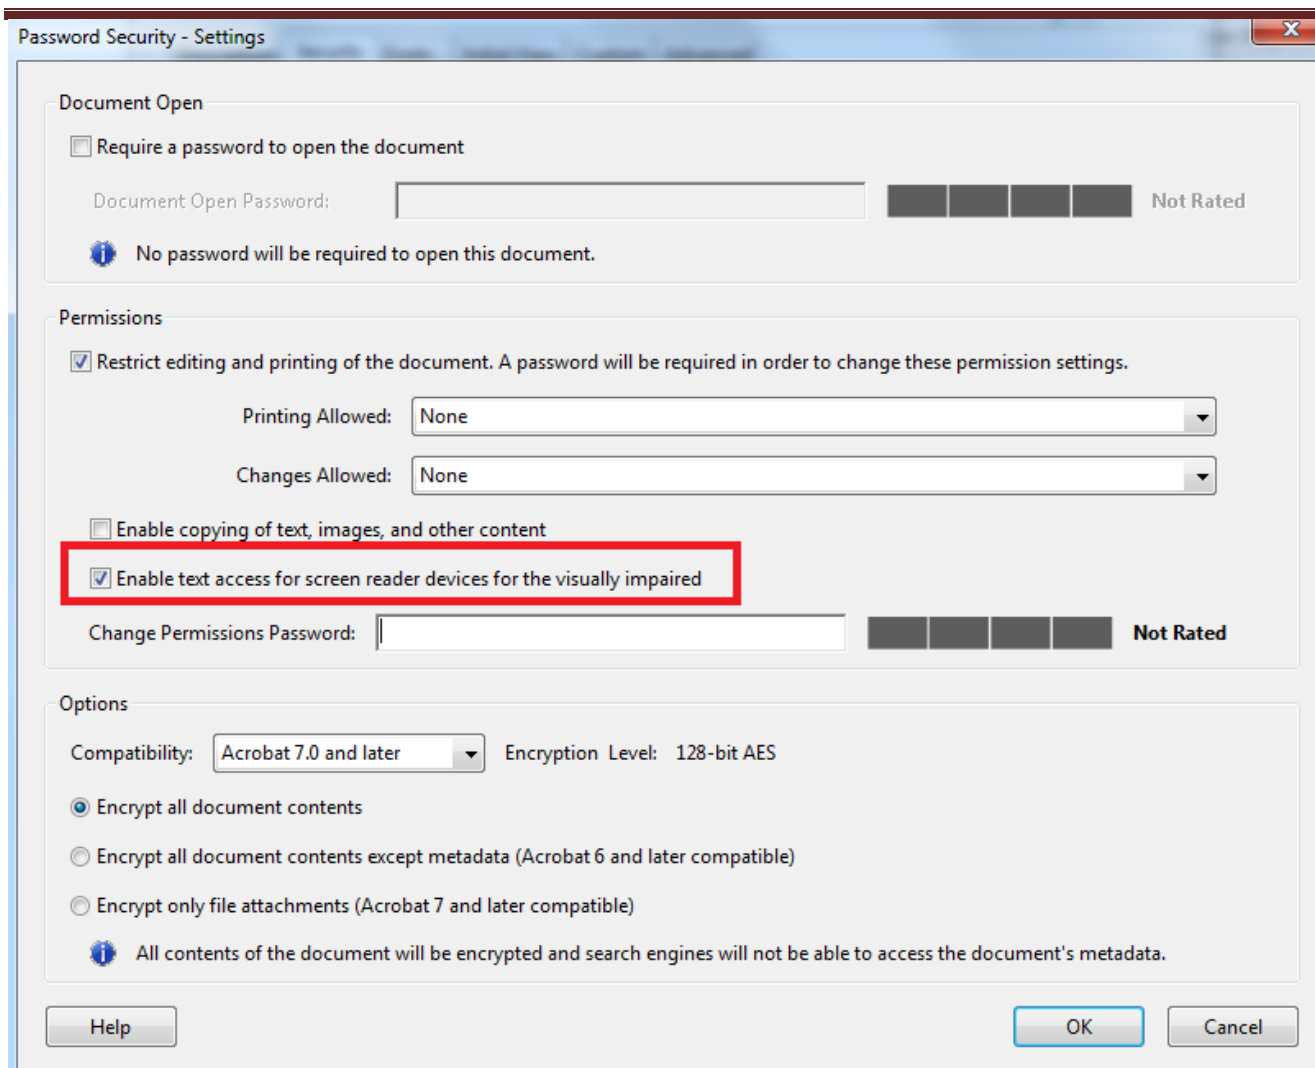 Password Security - Settings
X
Document Open
Require a password to open the document
Document Open Password:
Not Rated
i No password will be required to open this document.
Permissions
Restrict editing and printing of the document. A password will be required in order to change these permission settings.
Printing Allowed: None
Changes Allowed: None
Enable copying of text, images, and other content
Enable text access for screen reader devices for the visually impaired
Change Permissions Password:
Not Rated
Options
Compatibility: Acrobat 7.0 and later Encryption Level: 128-bit AES
Encrypt all document contents
Encrypt all document contents except metadata (Acrobat 6 and later compatible)
Encrypt only file attachments (Acrobat 7 and later compatible)
i All contents of the document will be encrypted and search engines will not be able to access the document's metadata.
Help OK Cancel